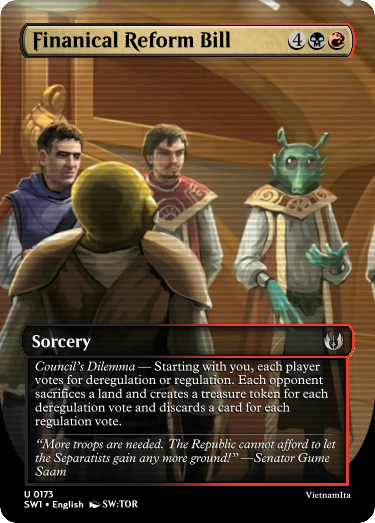 Finanical Reform Bill 4
Sorcery
Council's Dilemma — Starting with you, each player
votes for deregulation or regulation. Each opponent
sacrifices a land and creates a treasure token for each
deregulation vote and discards a card for each
regulation vote.
"More troops are needed. The Republic cannot afford to let
the Separatists gain any more ground!" —Senator Gume
Saam
U 0173
SW1 • English SW:TOR
VietnamIta